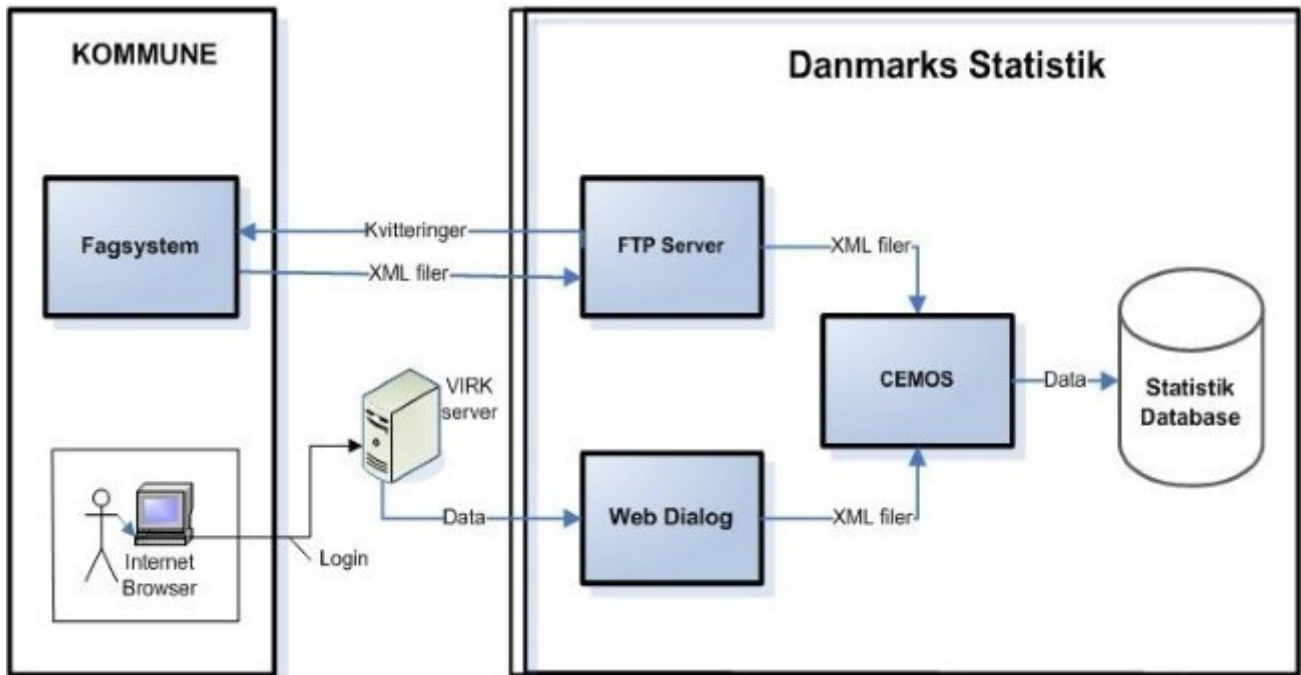 KOMMUNE
Danmarks Statistik
Fagsystem
Kvitteringer
XML filer
FTP Server
XML filer
CEMOS
Data
Statistik
Database
VIRK
server
Internet
Browser
Login
Data
Web Dialog
XML filer